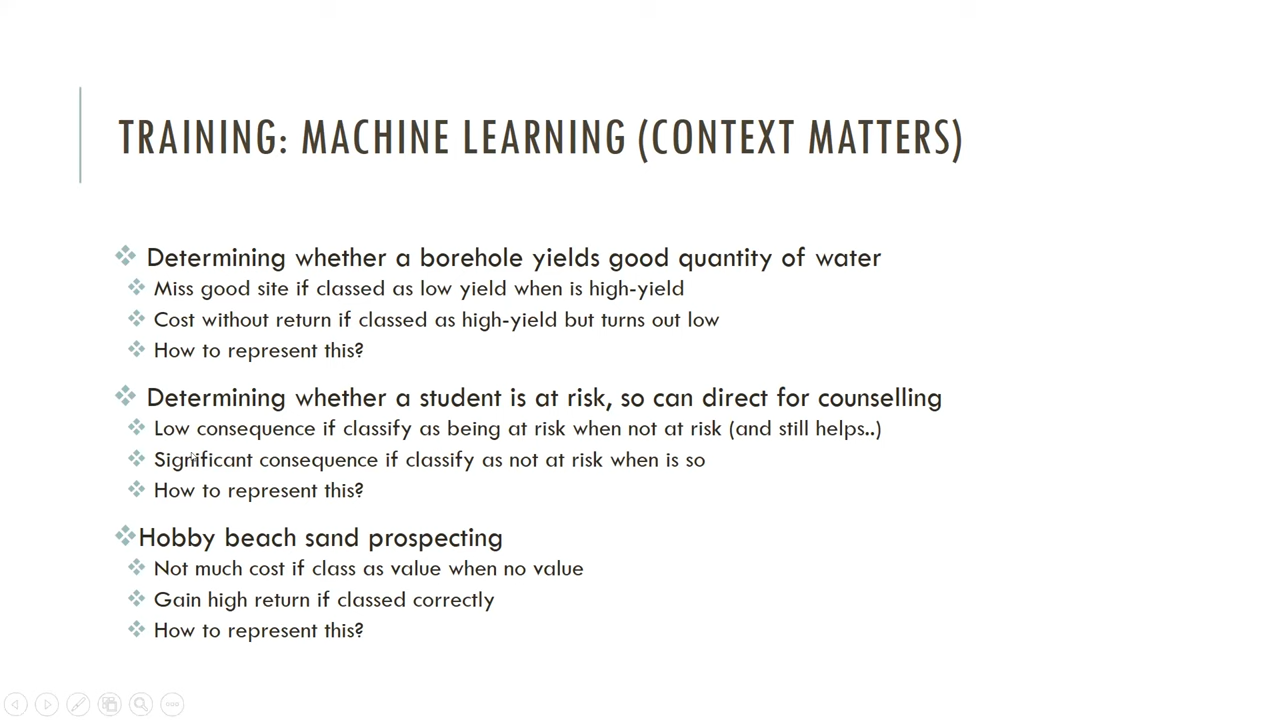 TRAINING: MACHINE LEARNING (CONTEXT MATTERS)
Determining whether a borehole yields good quantity of water
Miss good site if classed as low yield when is high-yield
Cost without return if classed as high-yield but turns out low
How to represent this?
Determining whether a student is at risk, so can direct for counselling
Low consequence if classify as being at risk when not at risk (and still helps..)
Significant consequence if classify as not at risk when is so
How to represent this?
Hobby beach sand prospecting
Not much cost if class as value when no value
Gain high return if classed correctly
How to represent this?